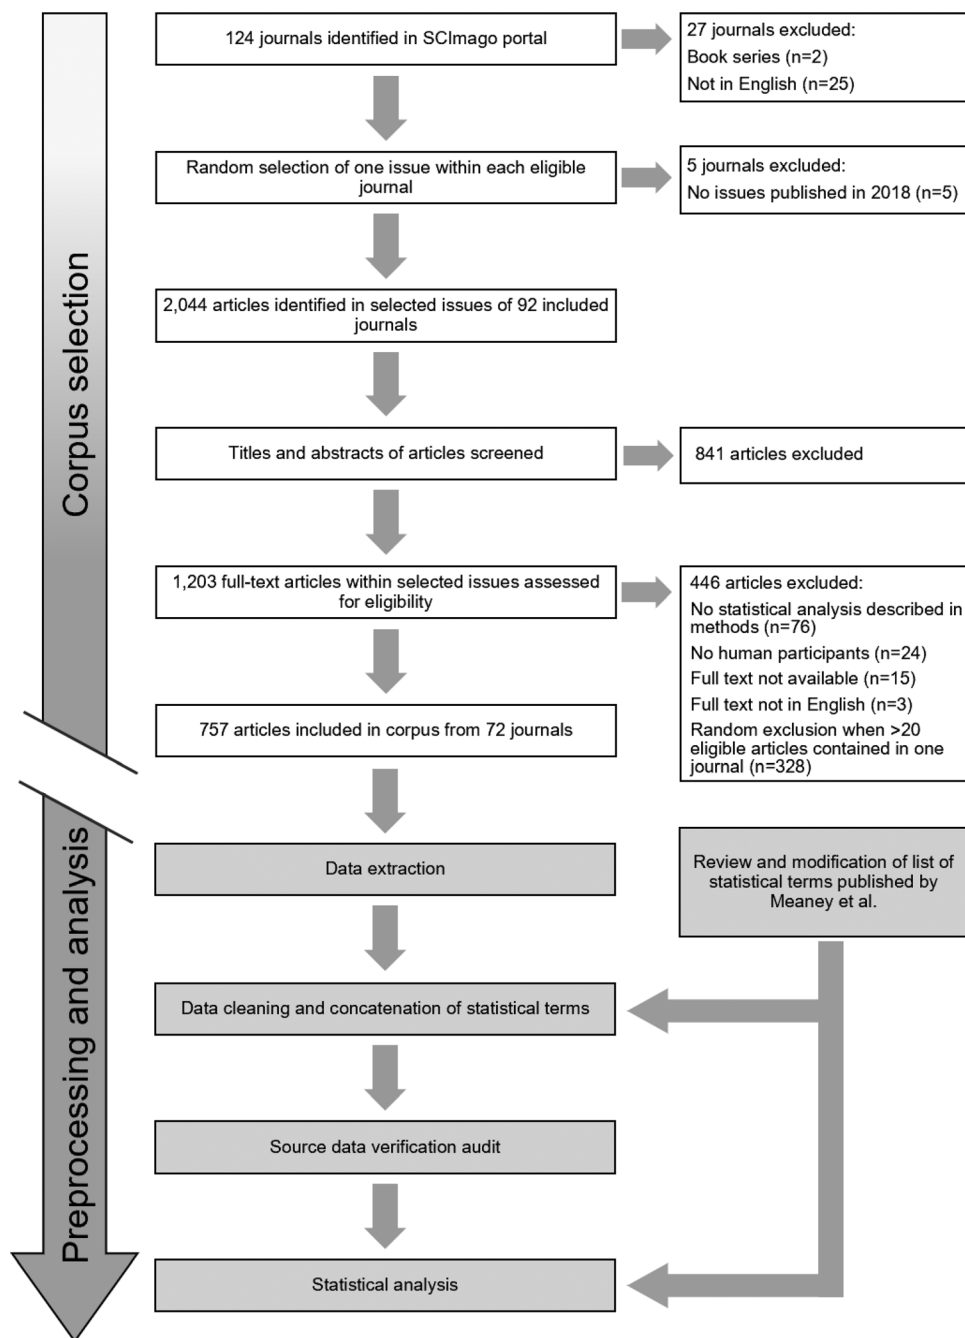 124 journals identified in SCImago portal
27 journals excluded:
Book series (n=2)
Not in English (n=25)
Random selection of one issue within each eligible
journal
5 journals excluded:
No issues published in 2018 (n=5)
2,044 articles identified in selected issues of 92 included
journals
Titles and abstracts of articles screened
841 articles excluded
1,203 full-text articles within selected issues assessed
for eligibility
446 articles excluded:
No statistical analysis described in
methods (n=76)
No human participants (n=24)
Full text not available (n=15)
Full text not in English (n=3)
Random exclusion when >20
eligible articles contained in one
journal (n=328)
757 articles included in corpus from 72 journals
Corpus selection
Data extraction
Review and modification of list of
statistical terms published by
Meaney et al.
Data cleaning and concatenation of statistical terms
Source data verification audit
Statistical analysis
Preprocessing and analysis